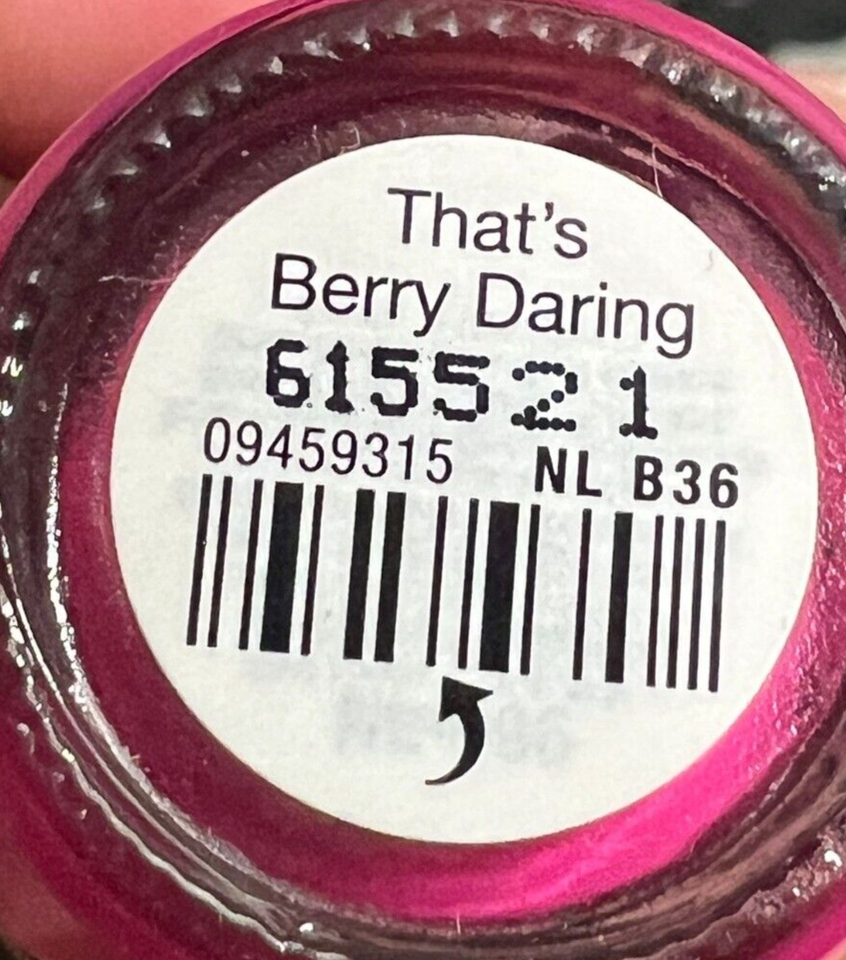 That's
Berry Daring
615521
09459315 NL B36